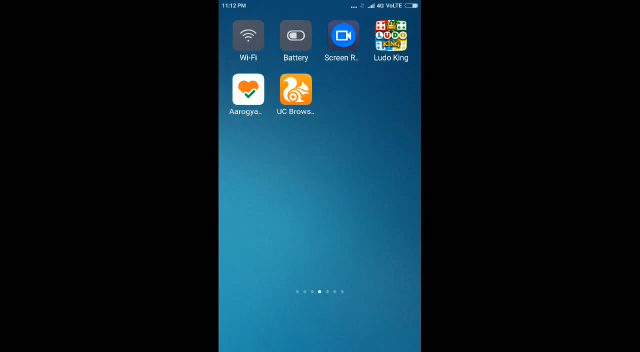 11:12 PM ... 4G VoLTE
Wi-Fi Battery Screen R.. Ludo King
LUDO
KING
Aarogya.. UC Brows..